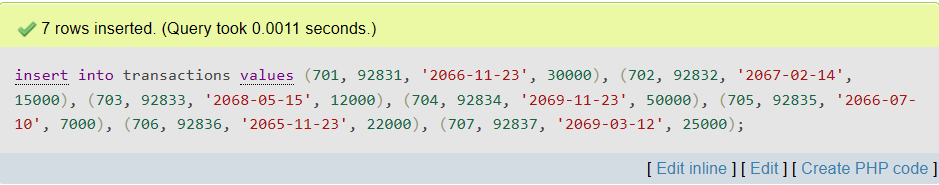 7 rows inserted. (Query took 0.0011 seconds.)
insert into transactions values (701, 92831, '2066-11-23', 30000), (702, 92832, '2067-02-14',
15000), (703, 92833, '2068-05-15', 12000), (704, 92834, '2069-11-23', 50000), (705, 92835, '2066-07-
10', 7000), (706, 92836, '2065-11-23', 22000), (707, 92837, '2069-03-12', 25000);
[ Edit inline ] [ Edit ] [ Create PHP code ]